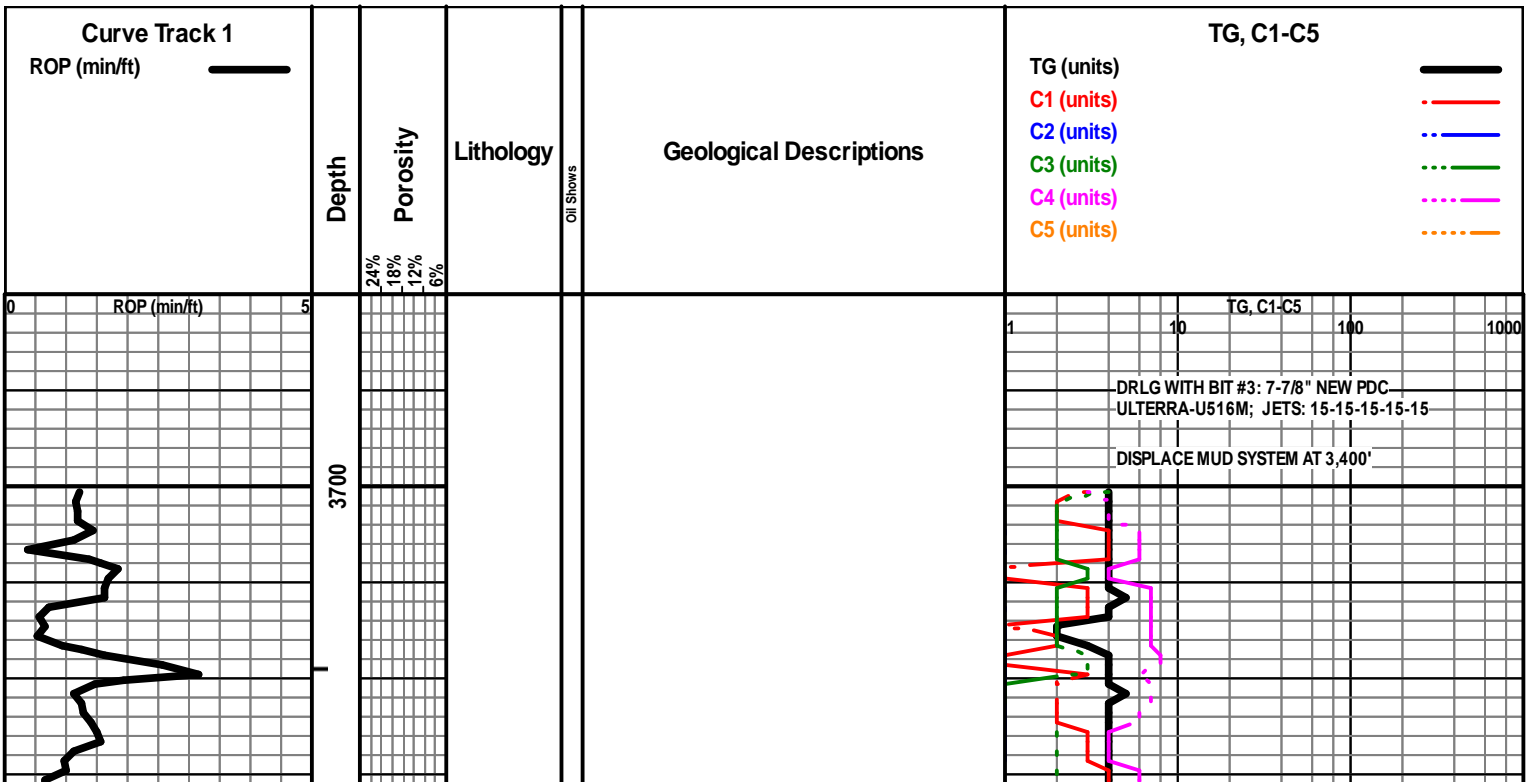 Curve Track 1
ROP (min/ft)
Depth
Porosity
24%
18%
12%
6%
Lithology
Oil Shows
Geological Descriptions
TG, C1-C5
TG (units)
C1 (units)
C2 (units)
C3 (units)
C4 (units)
C5 (units)
0 ROP (min/ft) 5
TG, C1-C5
1 10 100 1000
DRLG WITH BIT #3: 7-7/8" NEW PDC
ULTERRA-U516M; JETS: 15-15-15-15-15
DISPLACE MUD SYSTEM AT 3,400'
3700